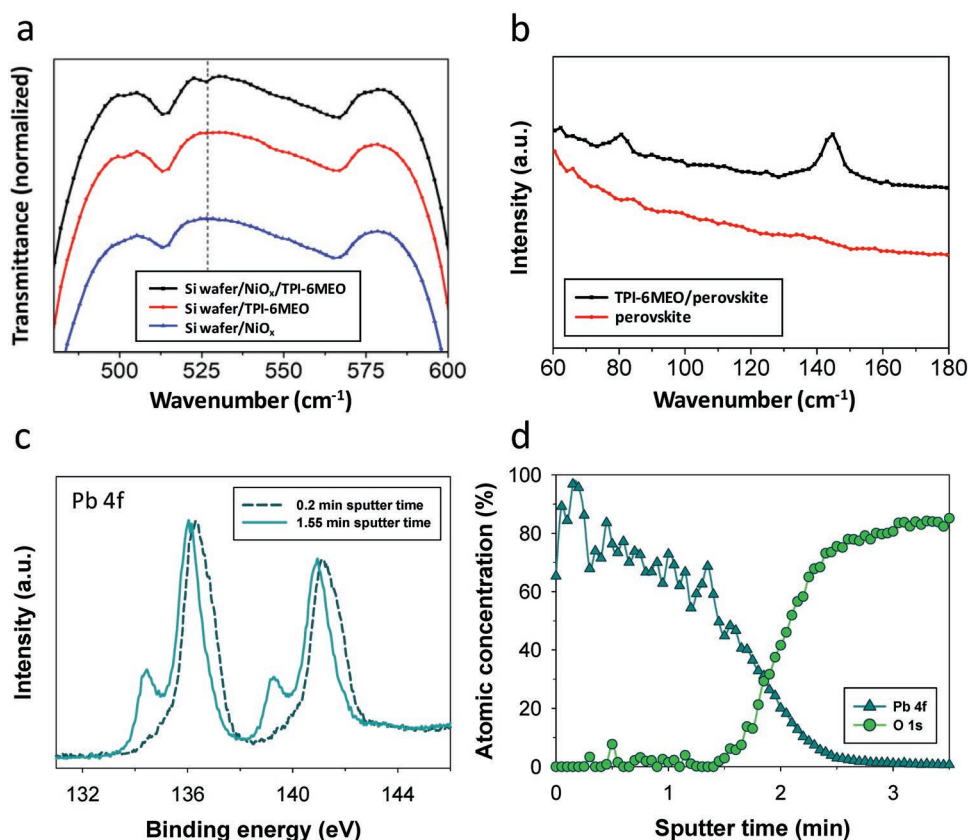 a
Transmittance (normalized)
Si wafer/NiOₓ/TPI-6MEO
Si wafer/TPI-6MEO
Si wafer/NiOₓ
500 525 550 575 600
Wavenumber (cm⁻¹)
b
Intensity (a.u.)
TPI-6MEO/perovskite
perovskite
60 80 100 120 140 160 180
Wavenumber (cm⁻¹)
c
Pb 4f
0.2 min sputter time
1.55 min sputter time
Intensity (a.u.)
132 136 140 144
Binding energy (eV)
d
Atomic concentration (%)
100
80
60
40
20
0
Pb 4f
O 1s
0 1 2 3
Sputter time (min)